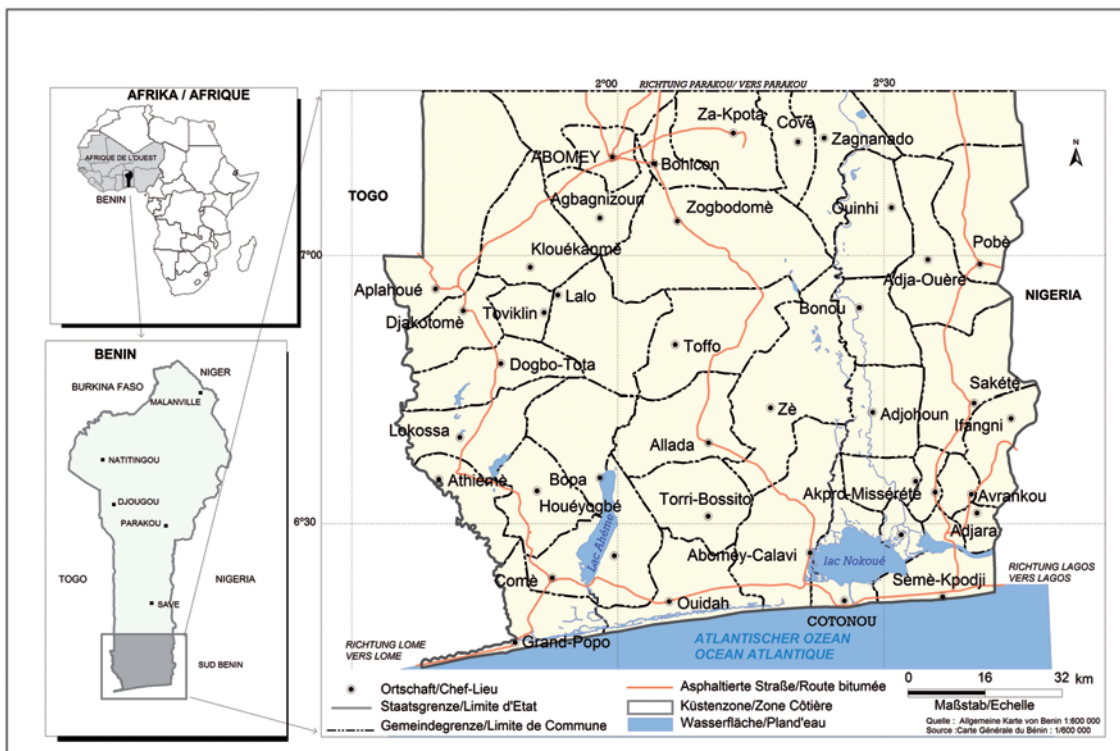 AFRIKA / AFRIQUE
AFRIQUE DE L'OUEST
BENIN
BENIN
BURKINA FASO
NIGER
MALANVILLE
NATITINGOU
DJOUGOU
PARAKOU
TOGO
NIGERIA
SAVE
SUD BENIN
2°00
RICHTUNG PARAKOU/ VERS PARAKOU
2°30
N
Za-Kpota
Covè
Zagnanado
ABOMEY
Bohicon
TOGO
Agbagnizoun
Zogbodomè
Ouinhi
Klouékanmé
Pobè
7°00
Adja-Ouère
Aplahoué
Lalo
NIGERIA
Djakotomè
Toviklin
Bonou
Toffo
Dogbo-Tota
Sakété
Zè
Adjohoun
Ifangni
Lokossa
Allada
Athièmè
Bopa
Akpro-Missérété
Avrankou
Houéyogbé
Torri-Bossito
Adjara
6°30
Lac Ahéme
Abomey-Calavi
lac Nokoué
Comè
Sèmè-Kpodji
RICHTUNG LAGOS
VERS LAGOS
Ouidah
COTONOU
RICHTUNG LOME
VERS LOME
Grand-Popo
ATLANTISCHER OZEAN
OCEAN ATLANTIQUE
Ortschaft/Chef-Lieu
Staatsgrenze/Limite d'Etat
Gemeindegrenze/Limite de Commune
Asphaltierte Straße/Route bitumée
Küstenzone/Zone Côtière
Wasserfläche/Pland'eau
0 16 32 km
Maßstab/Echelle
Quelle : Allgemeine Karte von Benin 1:600 000
Source :Carte Générale du Bénin : 1/600 000